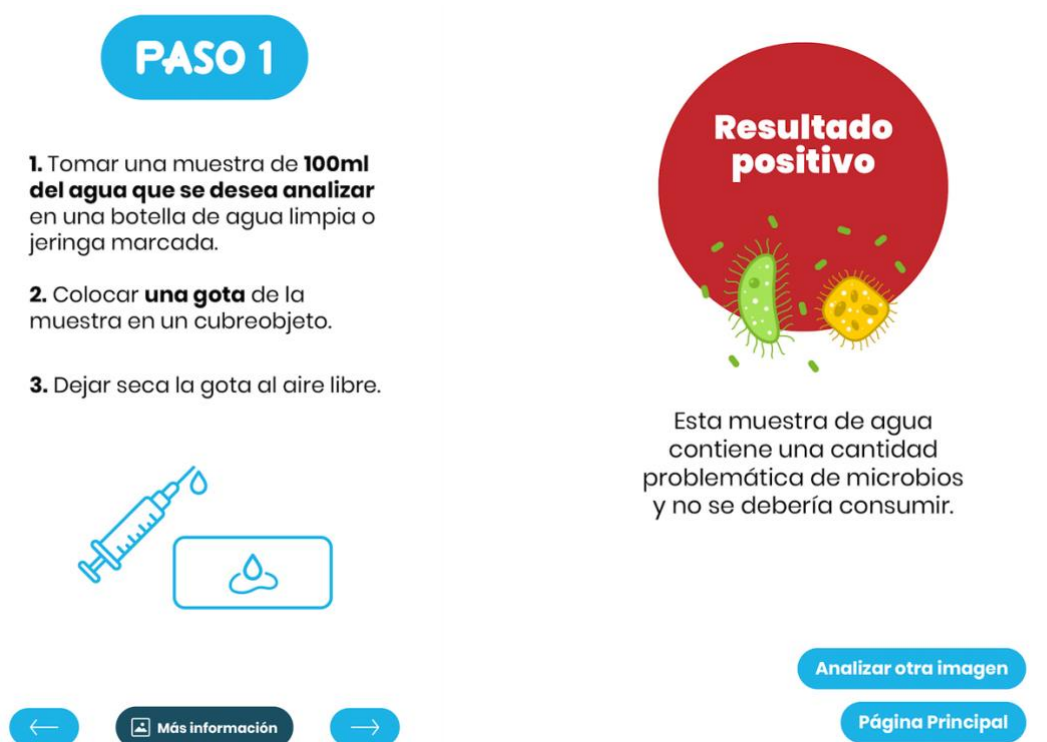 PASO 1
1. Tomar una muestra de 100ml
del agua que se desea analizar
en una botella de agua limpia o
jeringa marcada.
2. Colocar una gota de la
muestra en un cubreobjeto.
3. Dejar seca la gota al aire libre.
Más información
Resultado
positivo
Esta muestra de agua
contiene una cantidad
problemática de microbios
y no se debería consumir.
Analizar otra imagen
Página Principal